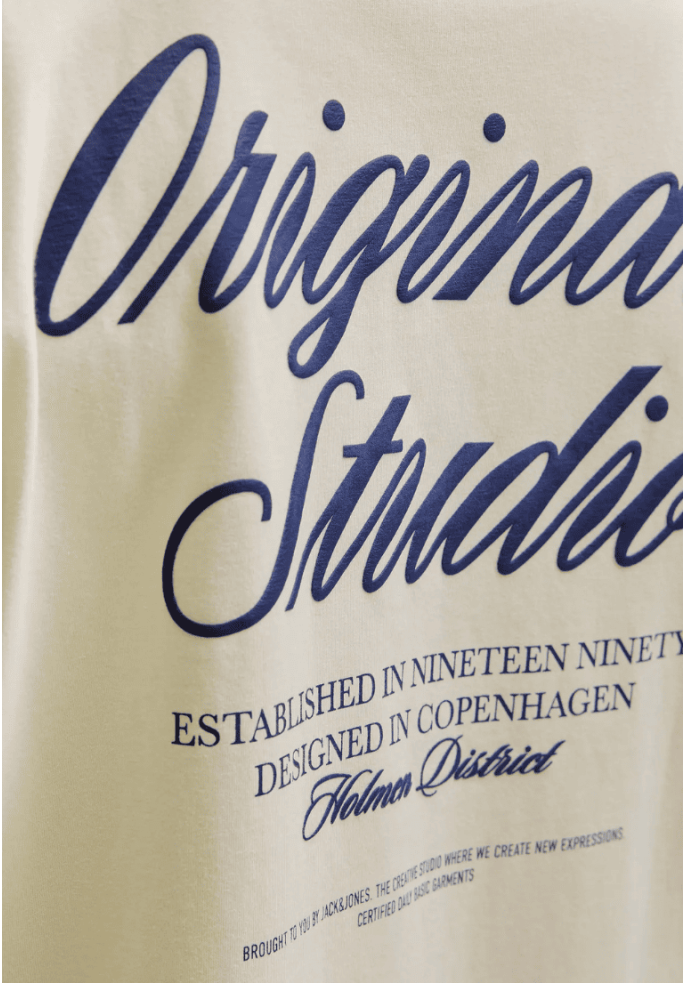 Origina
Studio
ESTABLISHED IN NINETEEN NINETY
DESIGNED IN COPENHAGEN
Holmen District
BROUGHT TO YOU BY JACK&JONES. THE CREATIVE STUDIO WHERE WE CREATE NEW EXPRESSIONS.
CERTIFIED DAILY BASIC GARMENTS